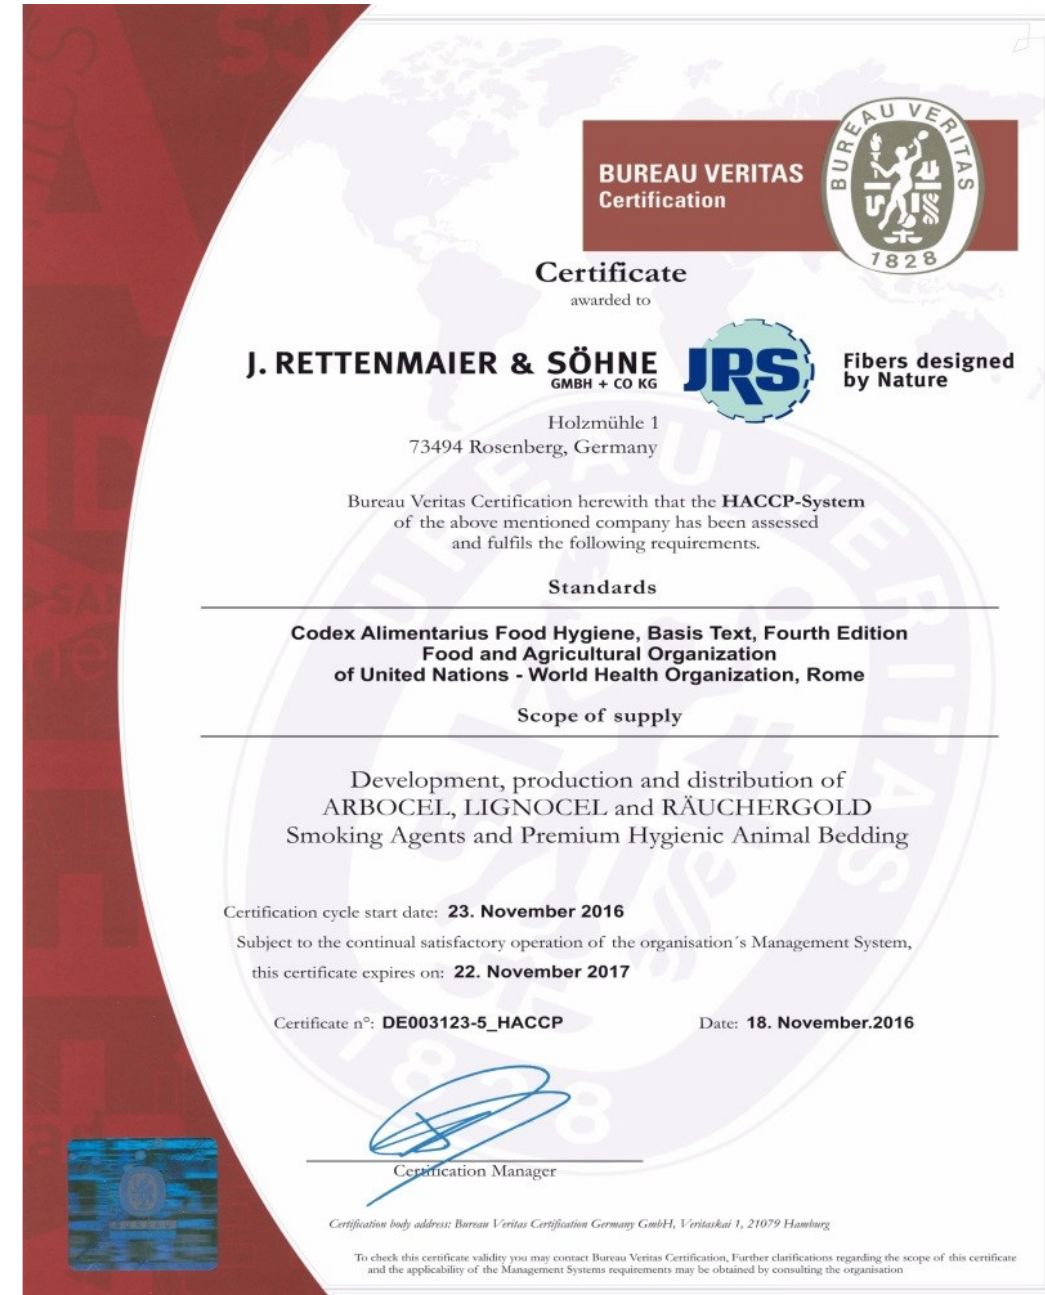 BUREAU VERITAS
Certification
BUREAU VERITAS
1828
Certificate
awarded to
J. RETTENMAIER & SÖHNE
GMBH + CO KG
JRS
Fibers designed
by Nature
Holzmühle 1
73494 Rosenberg, Germany
Bureau Veritas Certification herewith that the HACCP-System
of the above mentioned company has been assessed
and fulfils the following requirements.
Standards
Codex Alimentarius Food Hygiene, Basis Text, Fourth Edition
Food and Agricultural Organization
of United Nations - World Health Organization, Rome
Scope of supply
Development, production and distribution of
ARBOCEL, LIGNOCEL and RÄUCHERGOLD
Smoking Agents and Premium Hygienic Animal Bedding
Certification cycle start date: 23. November 2016
Subject to the continual satisfactory operation of the organisation´s Management System,
this certificate expires on: 22. November 2017
Certificate n°: DE003123-5_HACCP Date: 18. November.2016
Certification Manager
Certification body address: Bureau Veritas Certification Germany GmbH, Veritaskai 1, 21079 Hamburg
To check this certificate validity you may contact Bureau Veritas Certification, Further clarifications regarding the scope of this certificate
and the applicability of the Management Systems requirements may be obtained by consulting the organisation
BUREAU VERITAS
1828